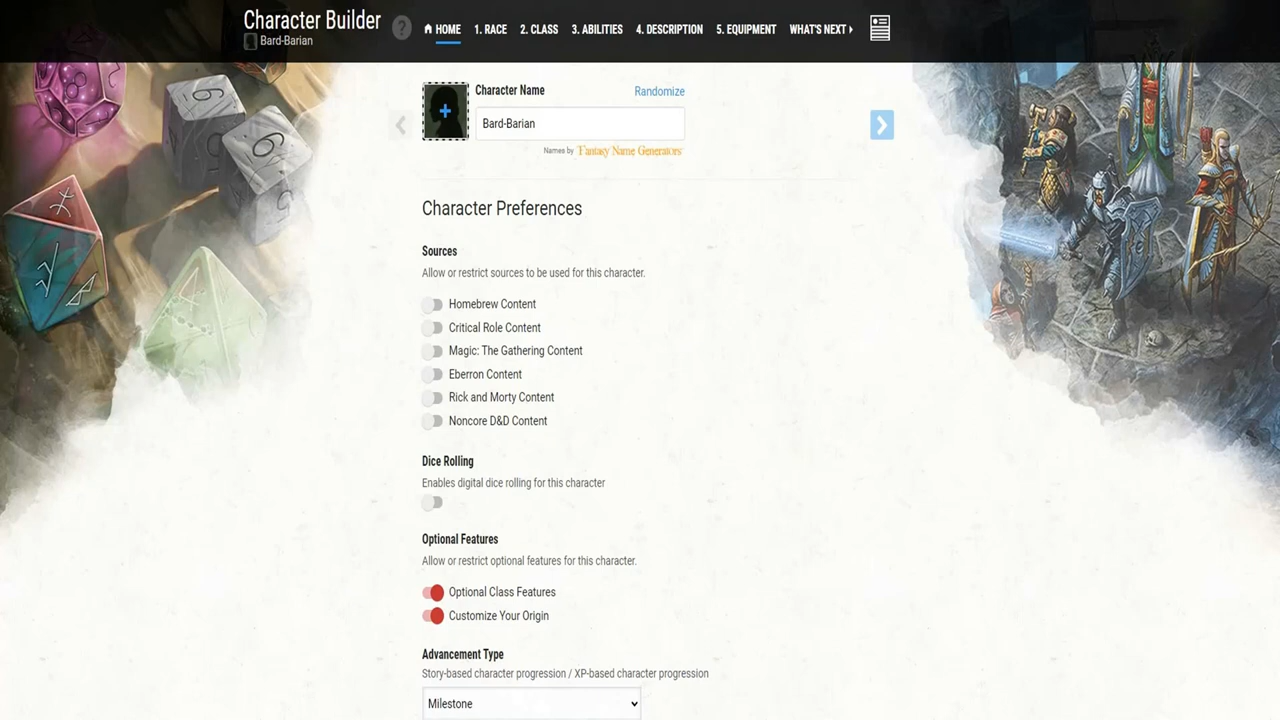 Character Builder
Bard-Barian
?
HOME
1. RACE
2. CLASS
3. ABILITIES
4. DESCRIPTION
5. EQUIPMENT
WHAT'S NEXT
Character Name
Randomize
Bard-Barian
Names by Fantasy Name Generators
Character Preferences
Sources
Allow or restrict sources to be used for this character.
Homebrew Content
Critical Role Content
Magic: The Gathering Content
Eberron Content
Rick and Morty Content
Noncore D&D Content
Dice Rolling
Enables digital dice rolling for this character
Optional Features
Allow or restrict optional features for this character.
Optional Class Features
Customize Your Origin
Advancement Type
Story-based character progression / XP-based character progression
Milestone